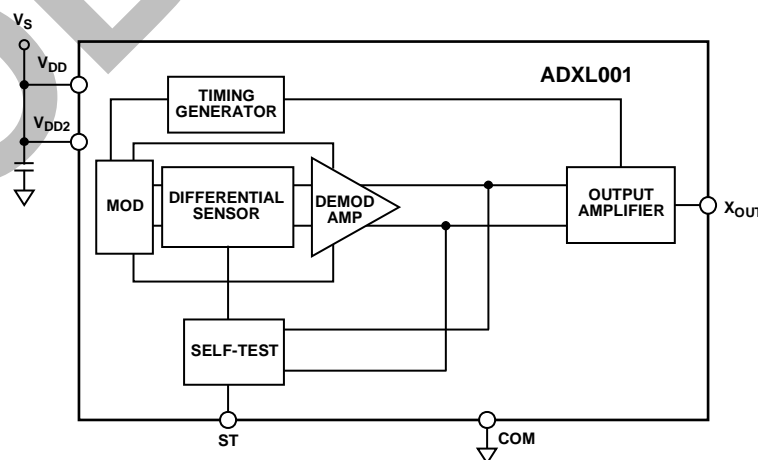 VS
VDD
ADXL001
TIMING
GENERATOR
VDD2
MOD
DIFFERENTIAL
SENSOR
DEMOD
AMP
OUTPUT
AMPLIFIER
XOUT
SELF-TEST
ST
COM